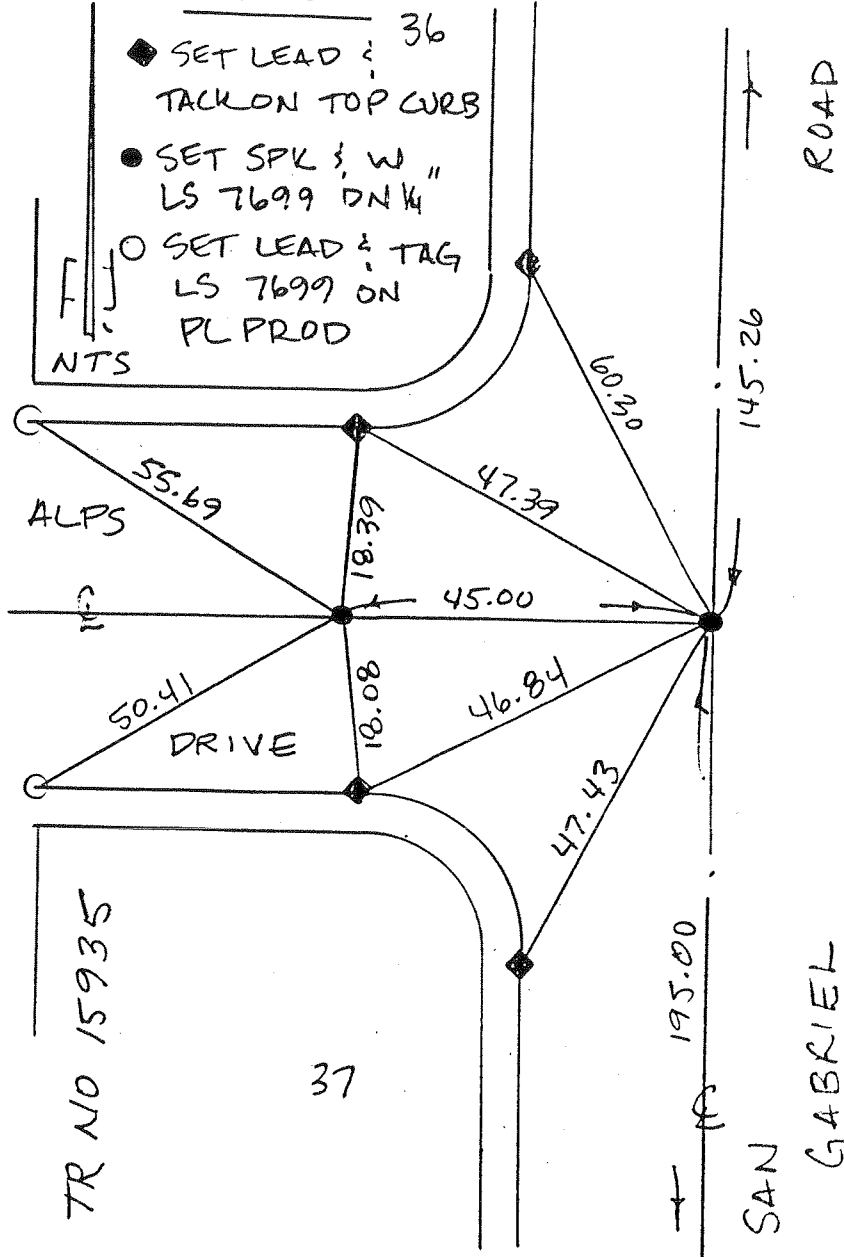 36
SET LEAD &
TACK ON TOP CURB
SET SPK & W
LS 7699 DN ¼"
SET LEAD & TAG
LS 7699 ON
PL PROD
NTS
ROAD
145.26
60.30
47.39
55.69
18.39
ALPS
45.00
50.41
18.08
46.84
DRIVE
47.43
TR NO 15935
37
195.00
SAN
GABRIEL